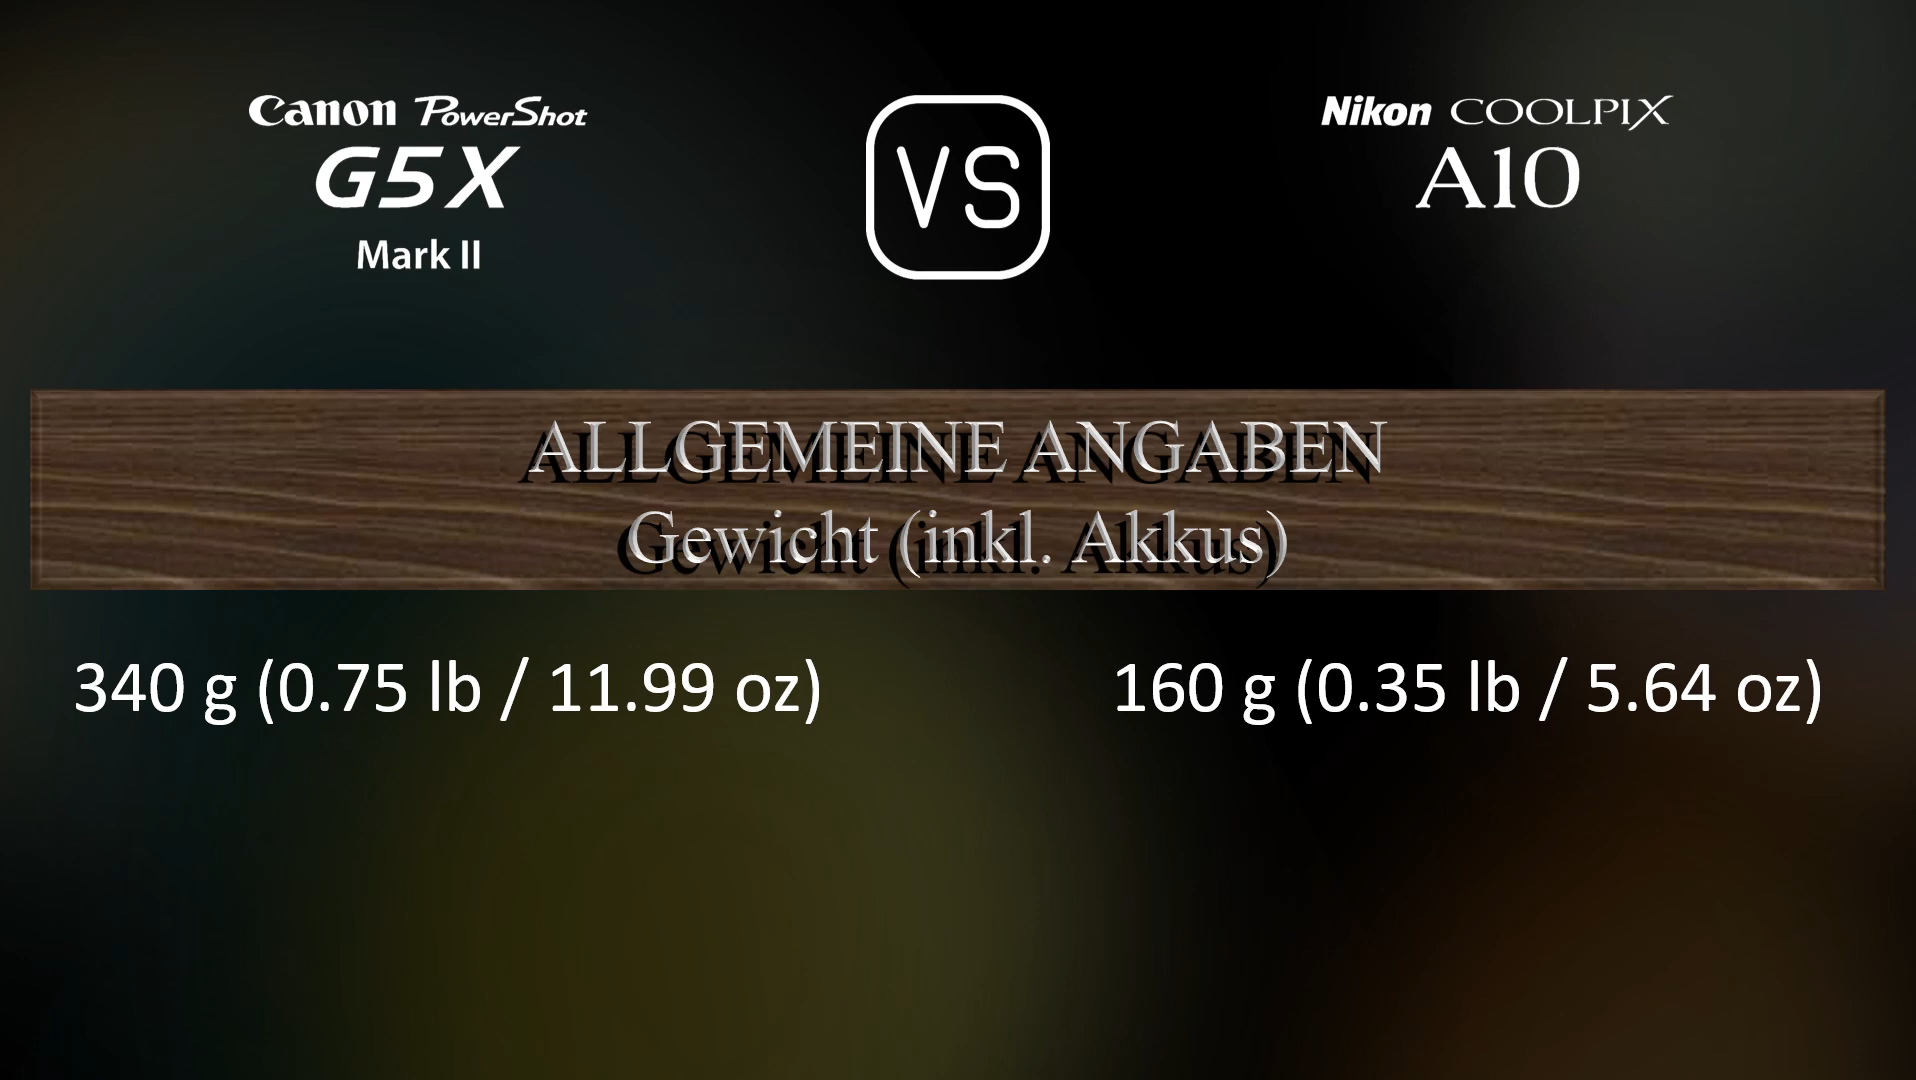 Canon PowerShot
G5 X
Mark II
VS
Nikon COOLPIX
A10
ALLGEMEINE ANGABEN
Gewicht (inkl. Akkus)
340 g (0.75 lb / 11.99 oz)
160 g (0.35 lb / 5.64 oz)